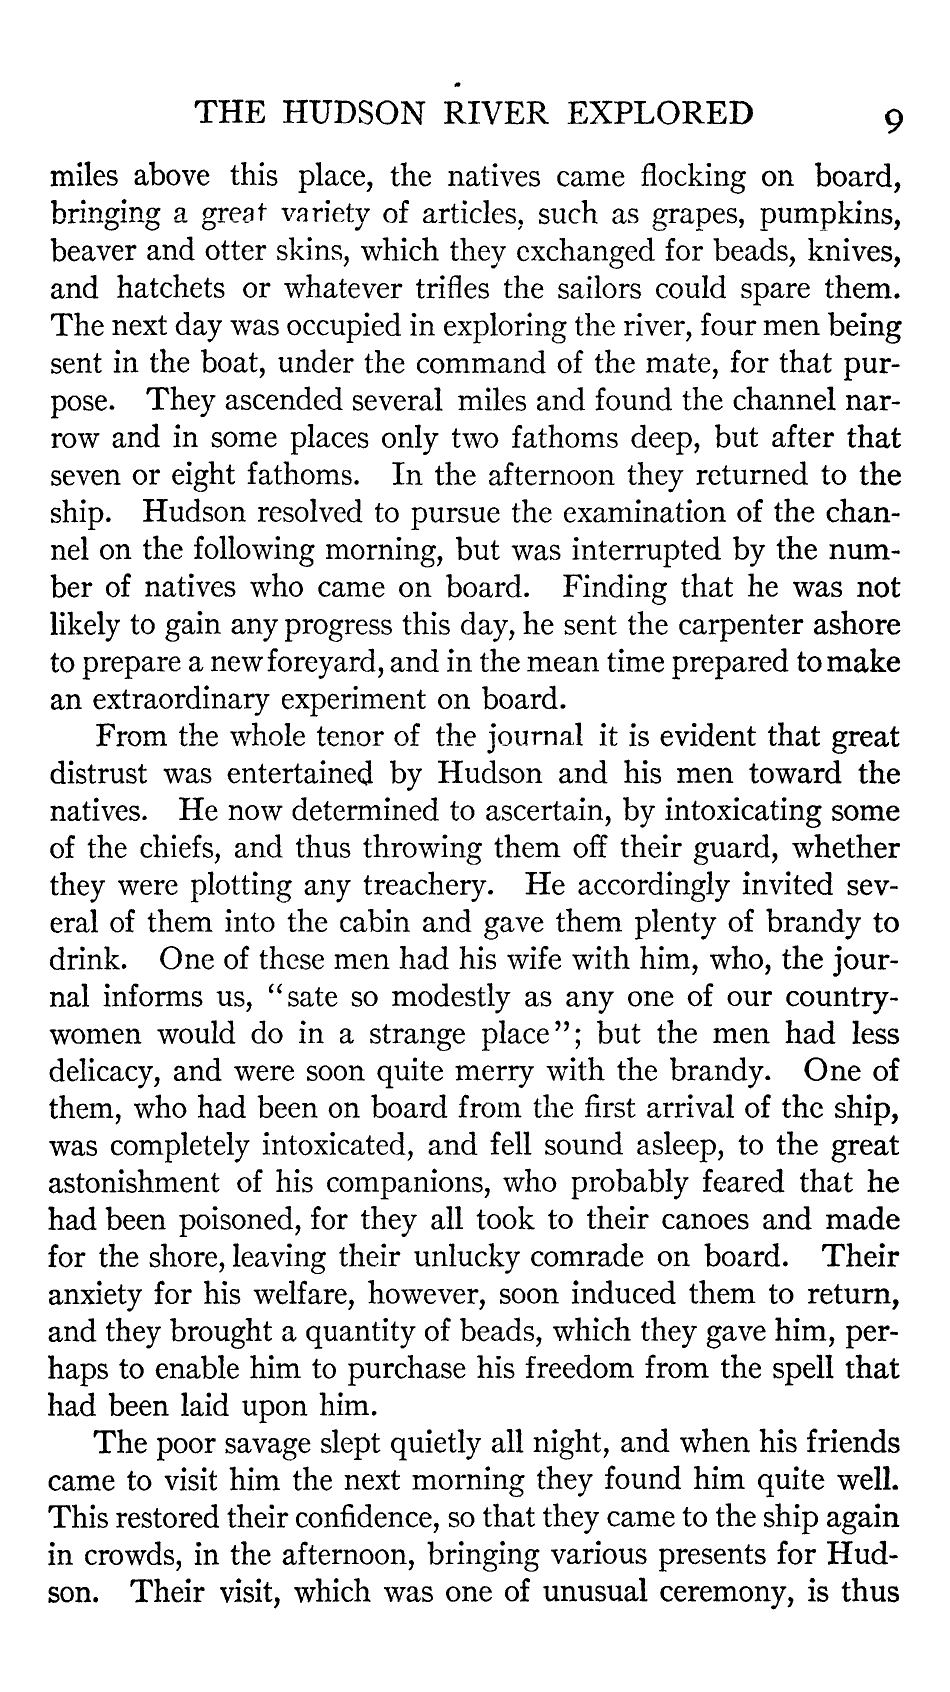 THE HUDSON RIVER EXPLORED 9
miles above this place, the natives came flocking on board,
bringing a great variety of articles, such as grapes, pumpkins,
beaver and otter skins, which they exchanged for beads, knives,
and hatchets or whatever trifles the sailors could spare them.
The next day was occupied in exploring the river, four men being
sent in the boat, under the command of the mate, for that pur-
pose. They ascended several miles and found the channel nar-
row and in some places only two fathoms deep, but after that
seven or eight fathoms. In the afternoon they returned to the
ship. Hudson resolved to pursue the examination of the chan-
nel on the following morning, but was interrupted by the num-
ber of natives who came on board. Finding that he was not
likely to gain any progress this day, he sent the carpenter ashore
to prepare a new foreyard, and in the mean time prepared to make
an extraordinary experiment on board.
From the whole tenor of the journal it is evident that great
distrust was entertained by Hudson and his men toward the
natives. He now determined to ascertain, by intoxicating some
of the chiefs, and thus throwing them off their guard, whether
they were plotting any treachery. He accordingly invited sev-
eral of them into the cabin and gave them plenty of brandy to
drink. One of these men had his wife with him, who, the jour-
nal informs us, "sate so modestly as any one of our country-
women would do in a strange place"; but the men had less
delicacy, and were soon quite merry with the brandy. One of
them, who had been on board from the first arrival of the ship,
was completely intoxicated, and fell sound asleep, to the great
astonishment of his companions, who probably feared that he
had been poisoned, for they all took to their canoes and made
for the shore, leaving their unlucky comrade on board. Their
anxiety for his welfare, however, soon induced them to return,
and they brought a quantity of beads, which they gave him, per-
haps to enable him to purchase his freedom from the spell that
had been laid upon him.
The poor savage slept quietly all night, and when his friends
came to visit him the next morning they found him quite well.
This restored their confidence, so that they came to the ship again
in crowds, in the afternoon, bringing various presents for Hud-
son. Their visit, which was one of unusual ceremony, is thus